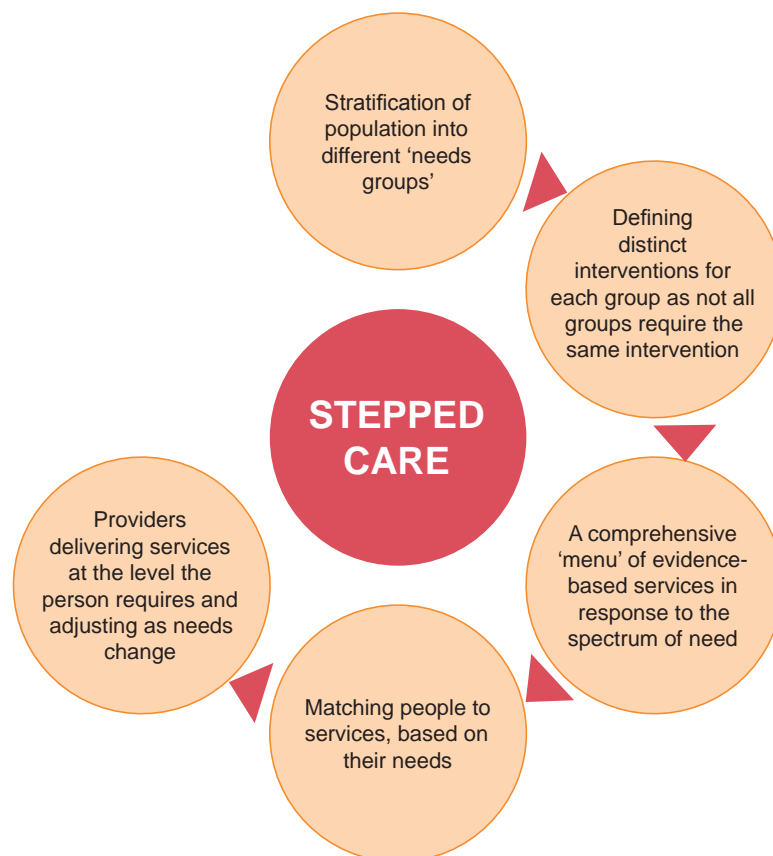 Stratification of
population into
different ‘needs
groups’
Defining
distinct
interventions for
each group as not all
groups require the
same intervention
STEPPED
CARE
A comprehensive
‘menu’ of evidence-
based services in
response to the
spectrum of need
Matching people to
services, based on
their needs
Providers
delivering services
at the level the
person requires and
adjusting as needs
change